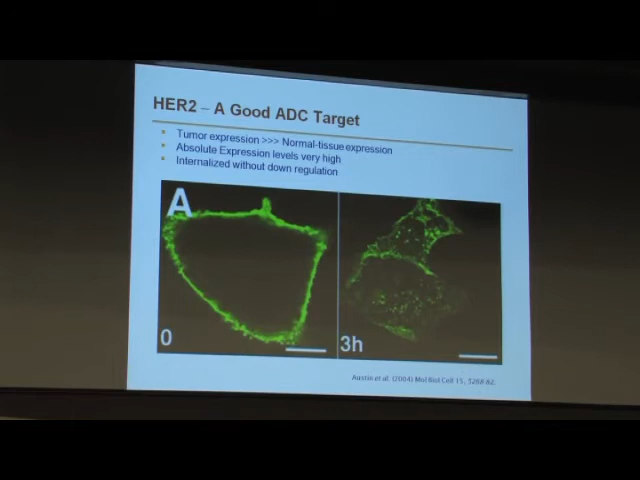 HER2 – A Good ADC Target
Tumor expression >>> Normal-tissue expression
Absolute Expression levels very high
Internalized without down regulation
A
0
3h
Austin et al. (2004) Mol Biol Cell 15, 5268-82.